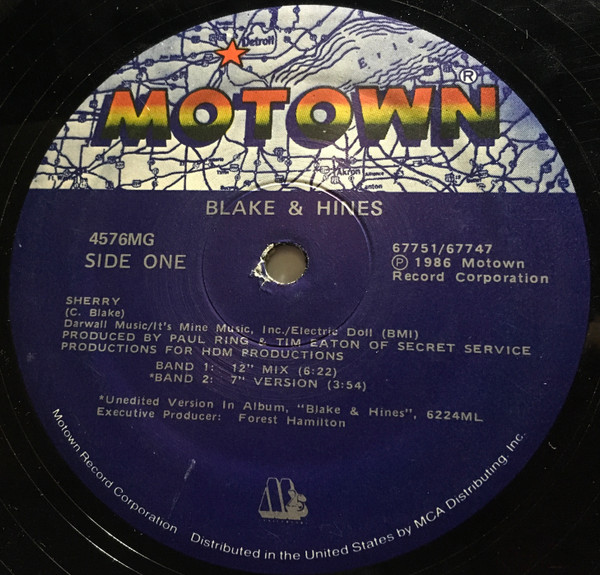 Detroit
ERIE
MOTOWN®
Akron
Canton
BLAKE & HINES
4576MG
SIDE ONE
67751/67747
Ⓟ 1986 Motown
Record Corporation
SHERRY
(C. Blake)
Darwall Music/It's Mine Music, Inc./Electric Doll (BMI)
PRODUCED BY PAUL RING & TIM EATON OF SECRET SERVICE
PRODUCTIONS FOR HDM PRODUCTIONS
BAND 1: 12" MIX (6:22)
*BAND 2: 7" VERSION (3:54)
*Unedited Version In Album, "Blake & Hines", 6224ML
Executive Producer: Forest Hamilton
Motown Record Corporation Distributed in the United States by MCA Distributing, Inc.